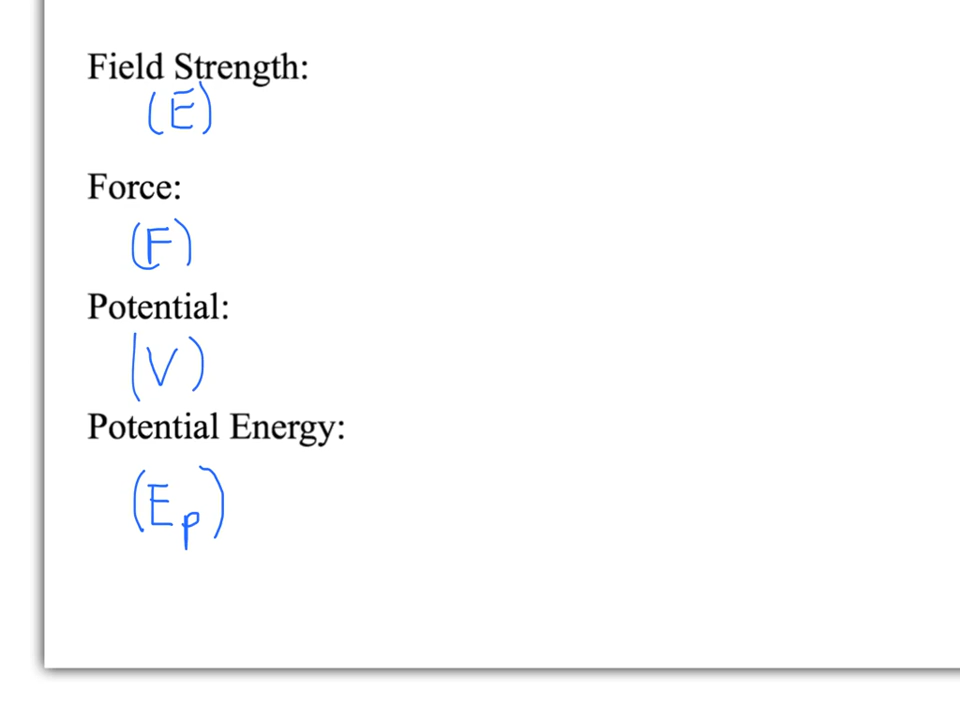 Field Strength:
(E)
Force:
(F)
Potential:
(V)
Potential Energy:
(Ep)